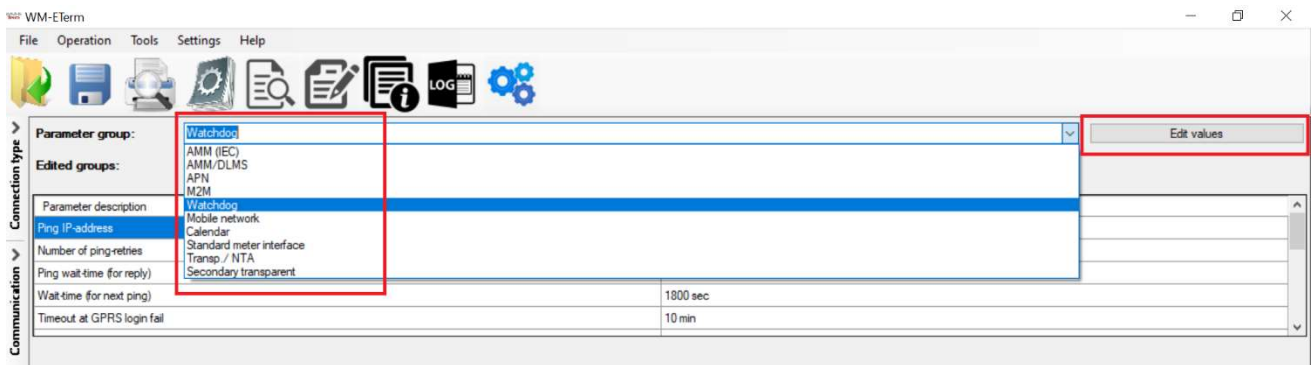 WM-ETerm
File Operation Tools Settings Help
LOG
Connection type
Communication
Parameter group: Watchdog Edit values
Edited groups:
AMM (IEC)
AMM/DLMS
APN
M2M
Watchdog
Mobile network
Calendar
Standard meter interface
Transp./ NTA
Secondary transparent
Parameter description
Ping IP-address
Number of ping-retries
Ping wait-time (for reply)
Wait-time (for next ping) 1800 sec
Timeout at GPRS login fail 10 min